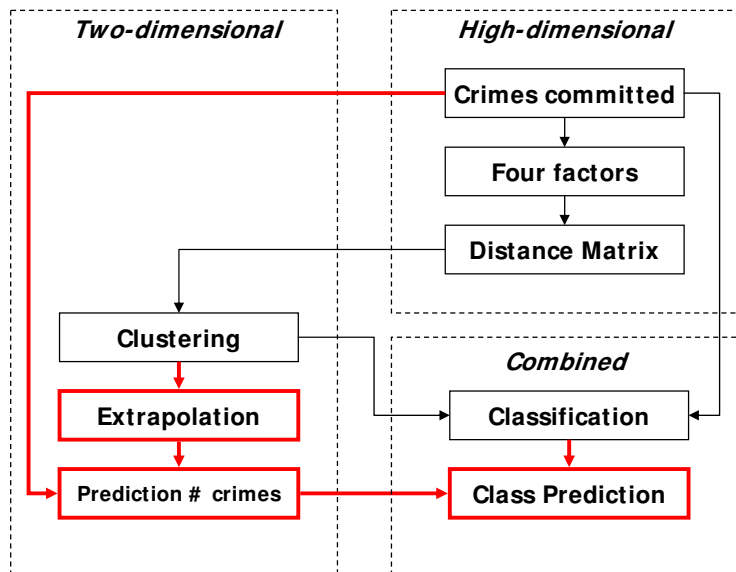 Two-dimensional
High-dimensional
Crimes committed
Four factors
Distance Matrix
Clustering
Combined
Extrapolation
Classification
Prediction # crimes
Class Prediction